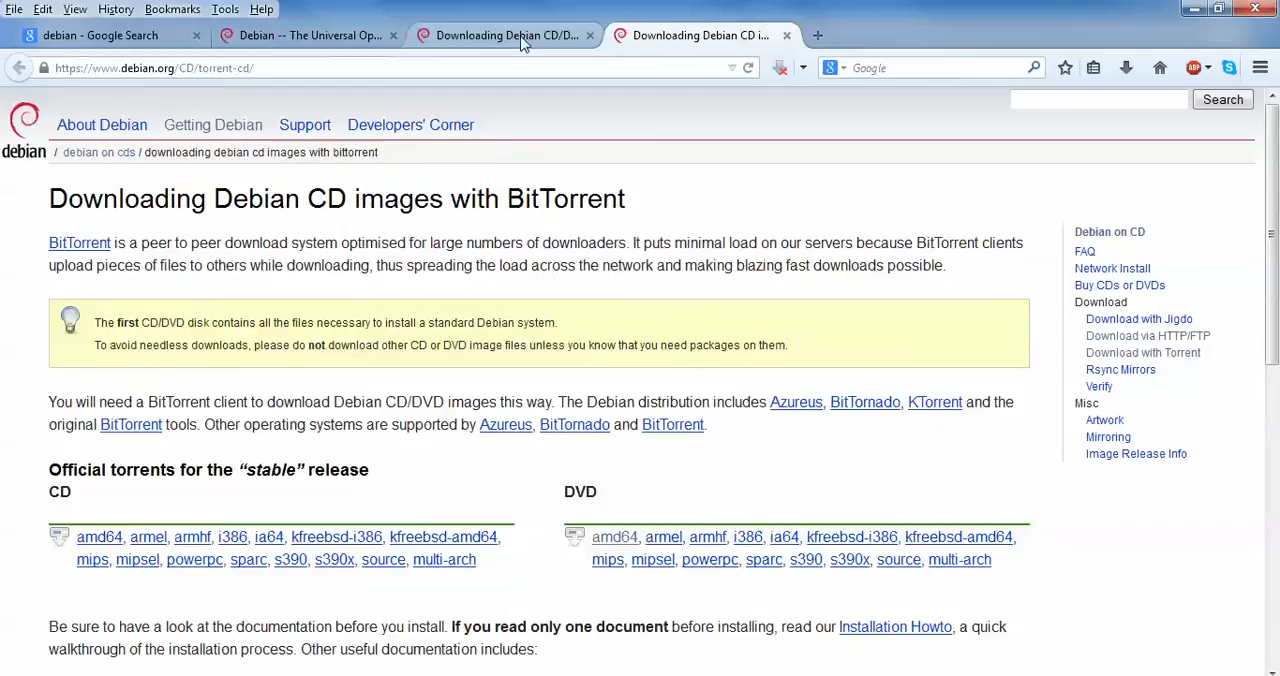 File Edit View History Bookmarks Tools Help
debian - Google Search
Debian -- The Universal Op...
Downloading Debian CD/D...
Downloading Debian CD i...
https://www.debian.org/CD/torrent-cd/
Google
ABP
Search
debian
About Debian Getting Debian Support Developers' Corner
/ debian on cds / downloading debian cd images with bittorrent
Downloading Debian CD images with BitTorrent
BitTorrent is a peer to peer download system optimised for large numbers of downloaders. It puts minimal load on our servers because BitTorrent clients
upload pieces of files to others while downloading, thus spreading the load across the network and making blazing fast downloads possible.
The first CD/DVD disk contains all the files necessary to install a standard Debian system.
To avoid needless downloads, please do not download other CD or DVD image files unless you know that you need packages on them.
You will need a BitTorrent client to download Debian CD/DVD images this way. The Debian distribution includes Azureus, BitTornado, KTorrent and the
original BitTorrent tools. Other operating systems are supported by Azureus, BitTornado and BitTorrent.
Official torrents for the “stable” release
CD
amd64, armel, armhf, i386, ia64, kfreebsd-i386, kfreebsd-amd64,
mips, mipsel, powerpc, sparc, s390, s390x, source, multi-arch
DVD
amd64, armel, armhf, i386, ia64, kfreebsd-i386, kfreebsd-amd64,
mips, mipsel, powerpc, sparc, s390, s390x, source, multi-arch
Be sure to have a look at the documentation before you install. If you read only one document before installing, read our Installation Howto, a quick
walkthrough of the installation process. Other useful documentation includes:
Debian on CD
FAQ
Network Install
Buy CDs or DVDs
Download
Download with Jigdo
Download via HTTP/FTP
Download with Torrent
Rsync Mirrors
Verify
Misc
Artwork
Mirroring
Image Release Info